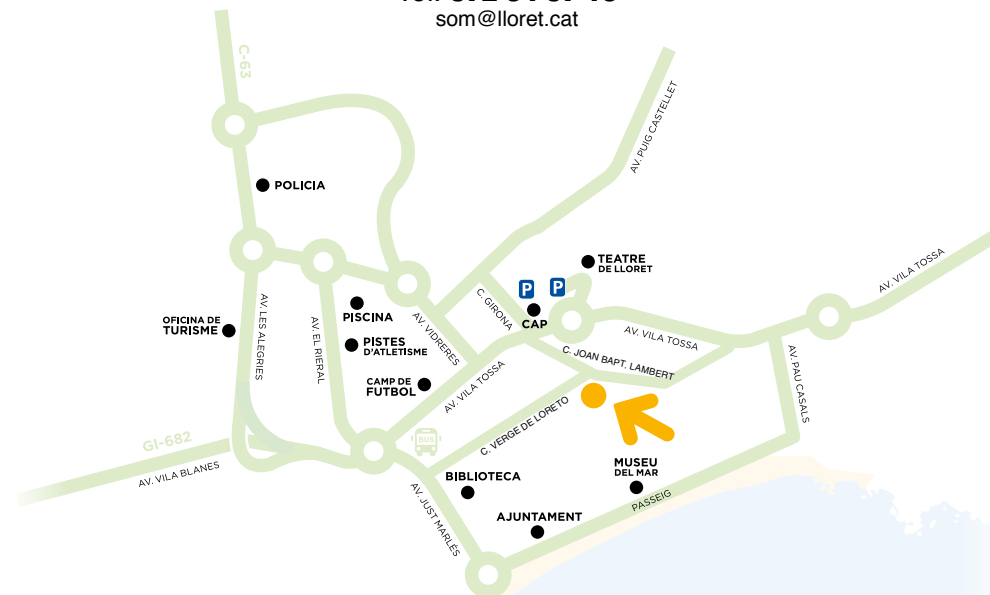 som@lloret.cat
C-63
AV. PUIG CASTELLET
POLICIA
TEATRE
DE LLORET
AV. VILA TOSSA
P
P
C. GIRONA
AV. LES ALEGRIES
OFICINA DE
TURISME
AV. EL RIERAL
PISCINA
PISTES
D'ATLETISME
AV. VIDRERES
CAP
AV. VILA TOSSA
C. JOAN BAPT. LAMBERT
AV. PAU CASALS
CAMP DE
FUTBOL
AV. VILA TOSSA
C. VERGE DE LORETO
BUS
GI-682
AV. VILA BLANES
BIBLIOTECA
MUSEU
DEL MAR
AV. JUST MARLÉS
AJUNTAMENT
PASSEIG